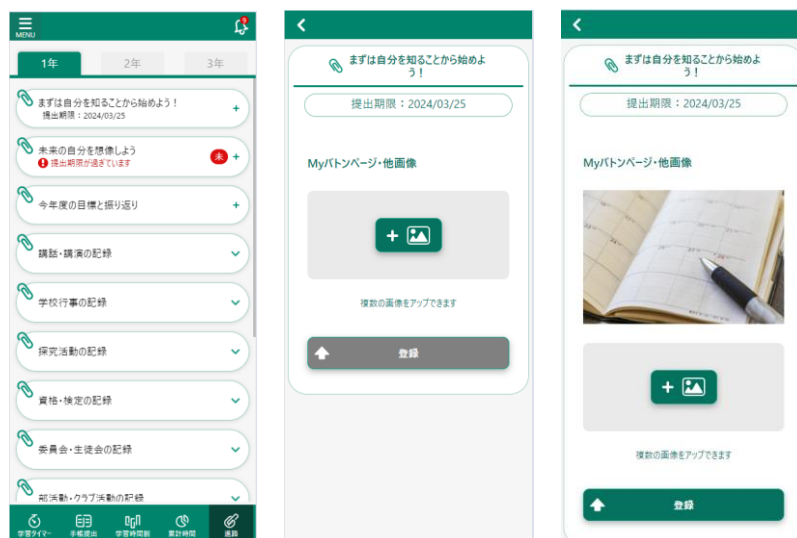 MENU
9
1年
2年
3年
まずは自分を知ることから始めよう！
提出期限：2024/03/25
未来の自分を想像しよう
提出期限が過ぎています
未
今年度の目標と振り返り
講話・講演の記録
学校行事の記録
探究活動の記録
資格・検定の記録
委員会・生徒会の記録
部活動・クラブ活動の記録
学習タイマー
手帳提出
学習時間割
累計時間
進路
まずは自分を知ることから始めよ
う！
提出期限：2024/03/25
Myバトンページ・他画像
複数の画像をアップできます
登録
まずは自分を知ることから始めよ
う！
提出期限：2024/03/25
Myバトンページ・他画像
複数の画像をアップできます
登録